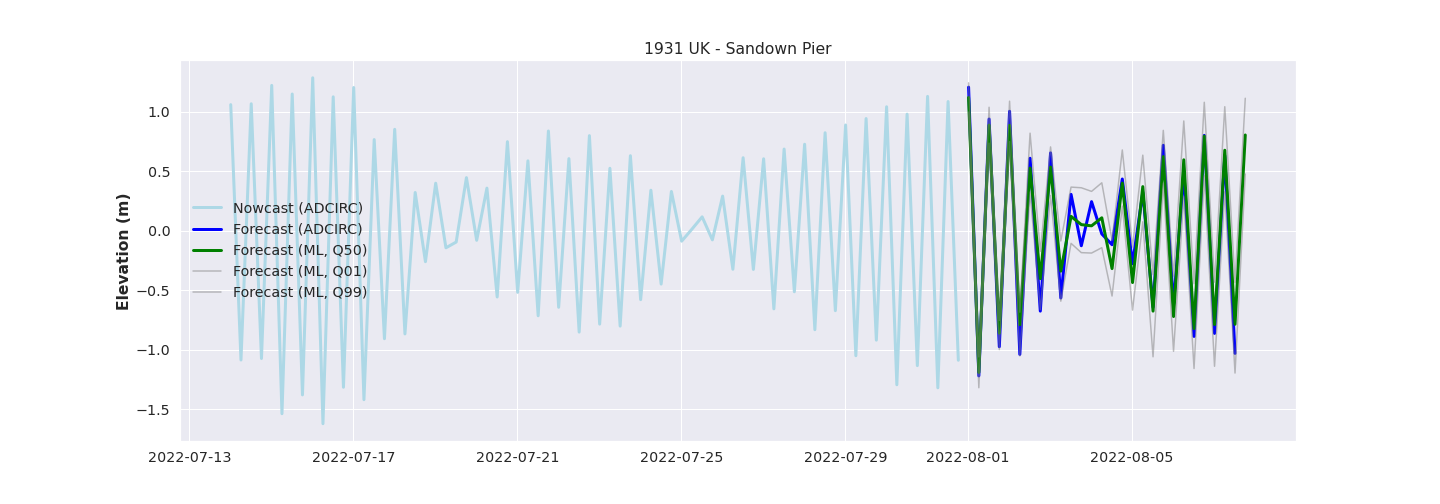 1931 UK - Sandown Pier
Elevation (m)
1.0
0.5
0.0
−0.5
−1.0
−1.5
Nowcast (ADCIRC)
Forecast (ADCIRC)
Forecast (ML, Q50)
Forecast (ML, Q01)
Forecast (ML, Q99)
2022-07-13 2022-07-17 2022-07-21 2022-07-25 2022-07-29 2022-08-01 2022-08-05